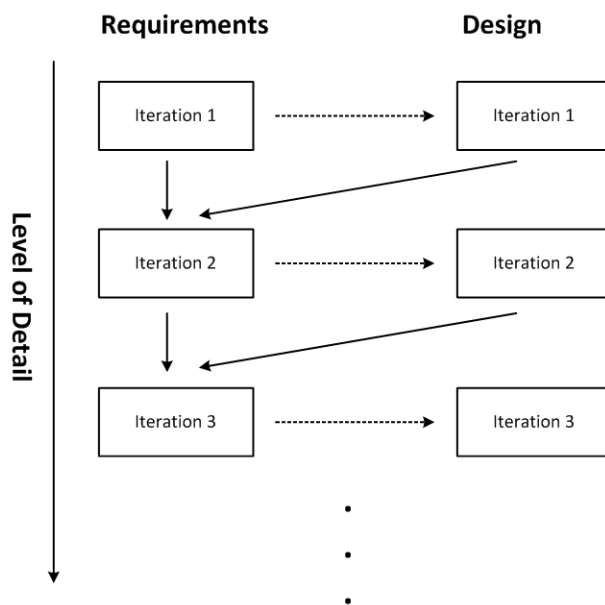 Requirements
Design
Iteration 1
Iteration 1
Level of Detail
Iteration 2
Iteration 2
Iteration 3
Iteration 3